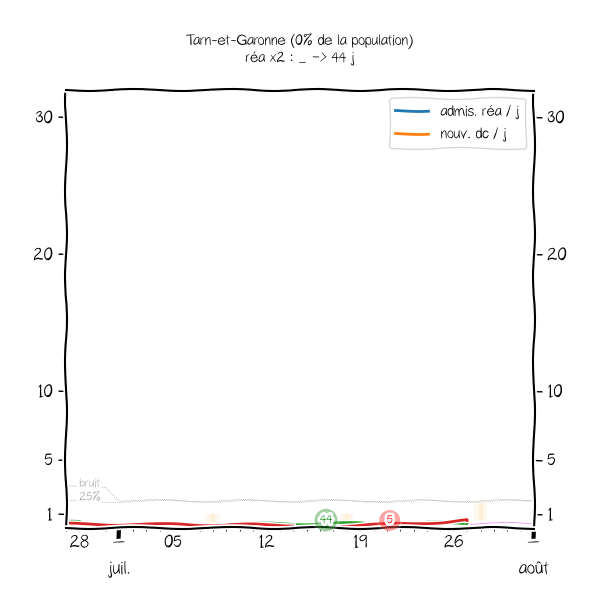 Tarn-et-Garonne (0% de la population)
réa x2 : _ -> 44 j
admis. réa / j
nouv. dc / j
30 30
20 20
10 10
5 5
bruit
25%
1 1
44 5
28 05 12 19 26
juil. août